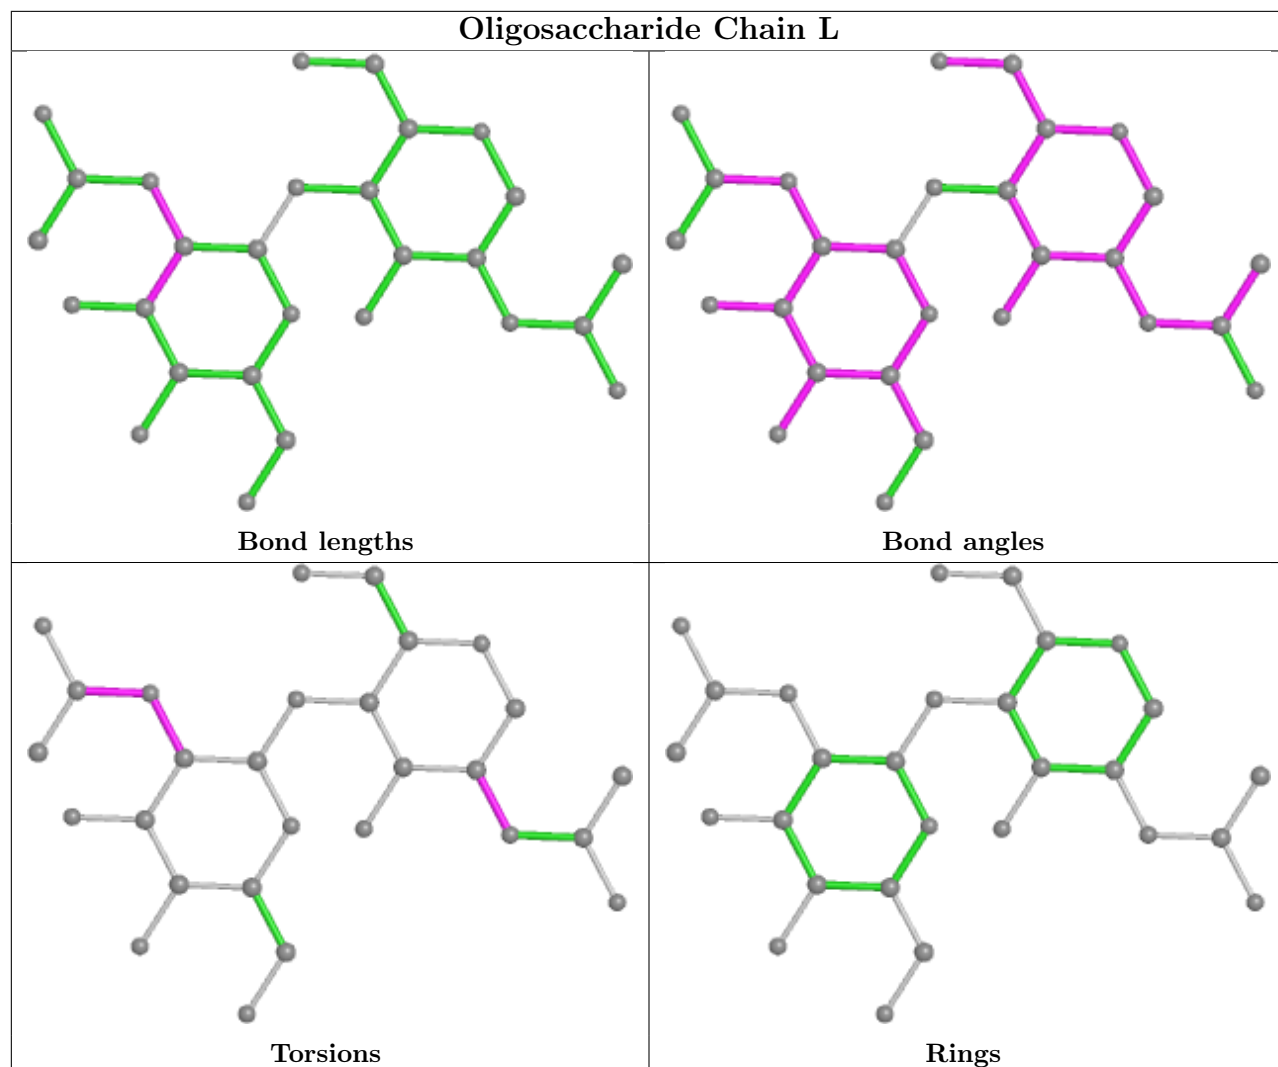 Oligosaccharide Chain L
Bond lengths
Bond angles
Torsions
Rings